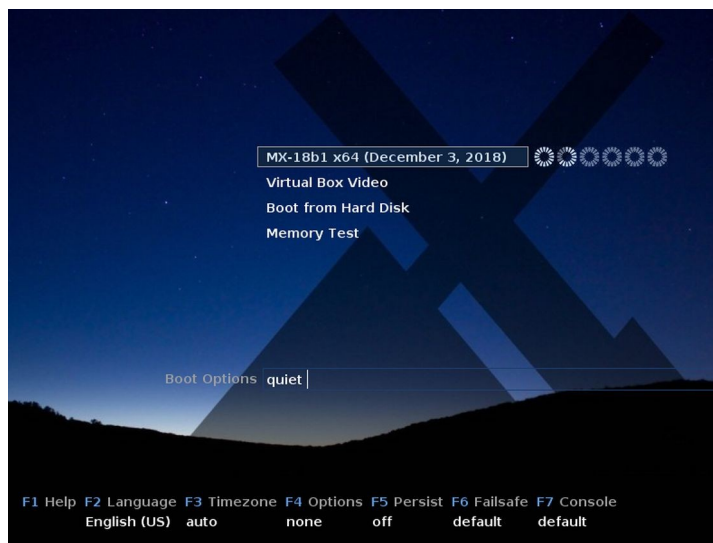 MX-18b1 x64 (December 3, 2018)
Virtual Box Video
Boot from Hard Disk
Memory Test
Boot Options quiet
F1 Help F2 Language F3 Timezone F4 Options F5 Persist F6 Failsafe F7 Console
English (US) auto none off default default